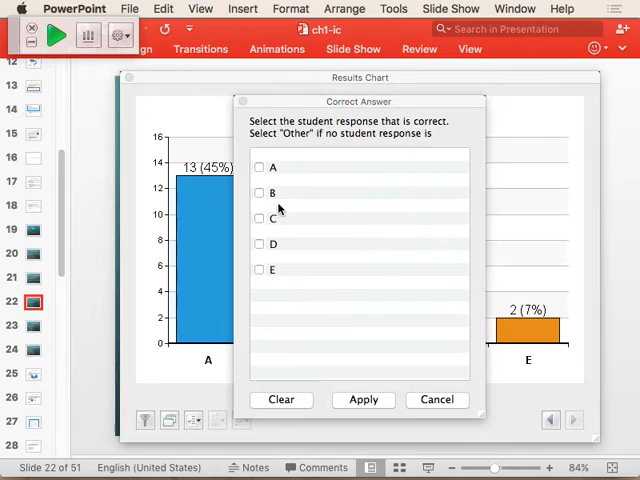 PowerPoint File Edit View Insert Format Arrange Tools Slide Show Window Help
ch1-ic
Search in Presentation
gn Transitions Animations Slide Show Review View
12
13
14
15
16
17
18
19
20
21
22
23
24
25
26
27
28
Results Chart
16
14
12
10
8
6
4
2
0
13 (45%)
2 (7%)
A
E
Correct Answer
Select the student response that is correct.
Select "Other" if no student response is
A
B
C
D
E
Clear Apply Cancel
Slide 22 of 51 English (United States) Notes Comments 84%